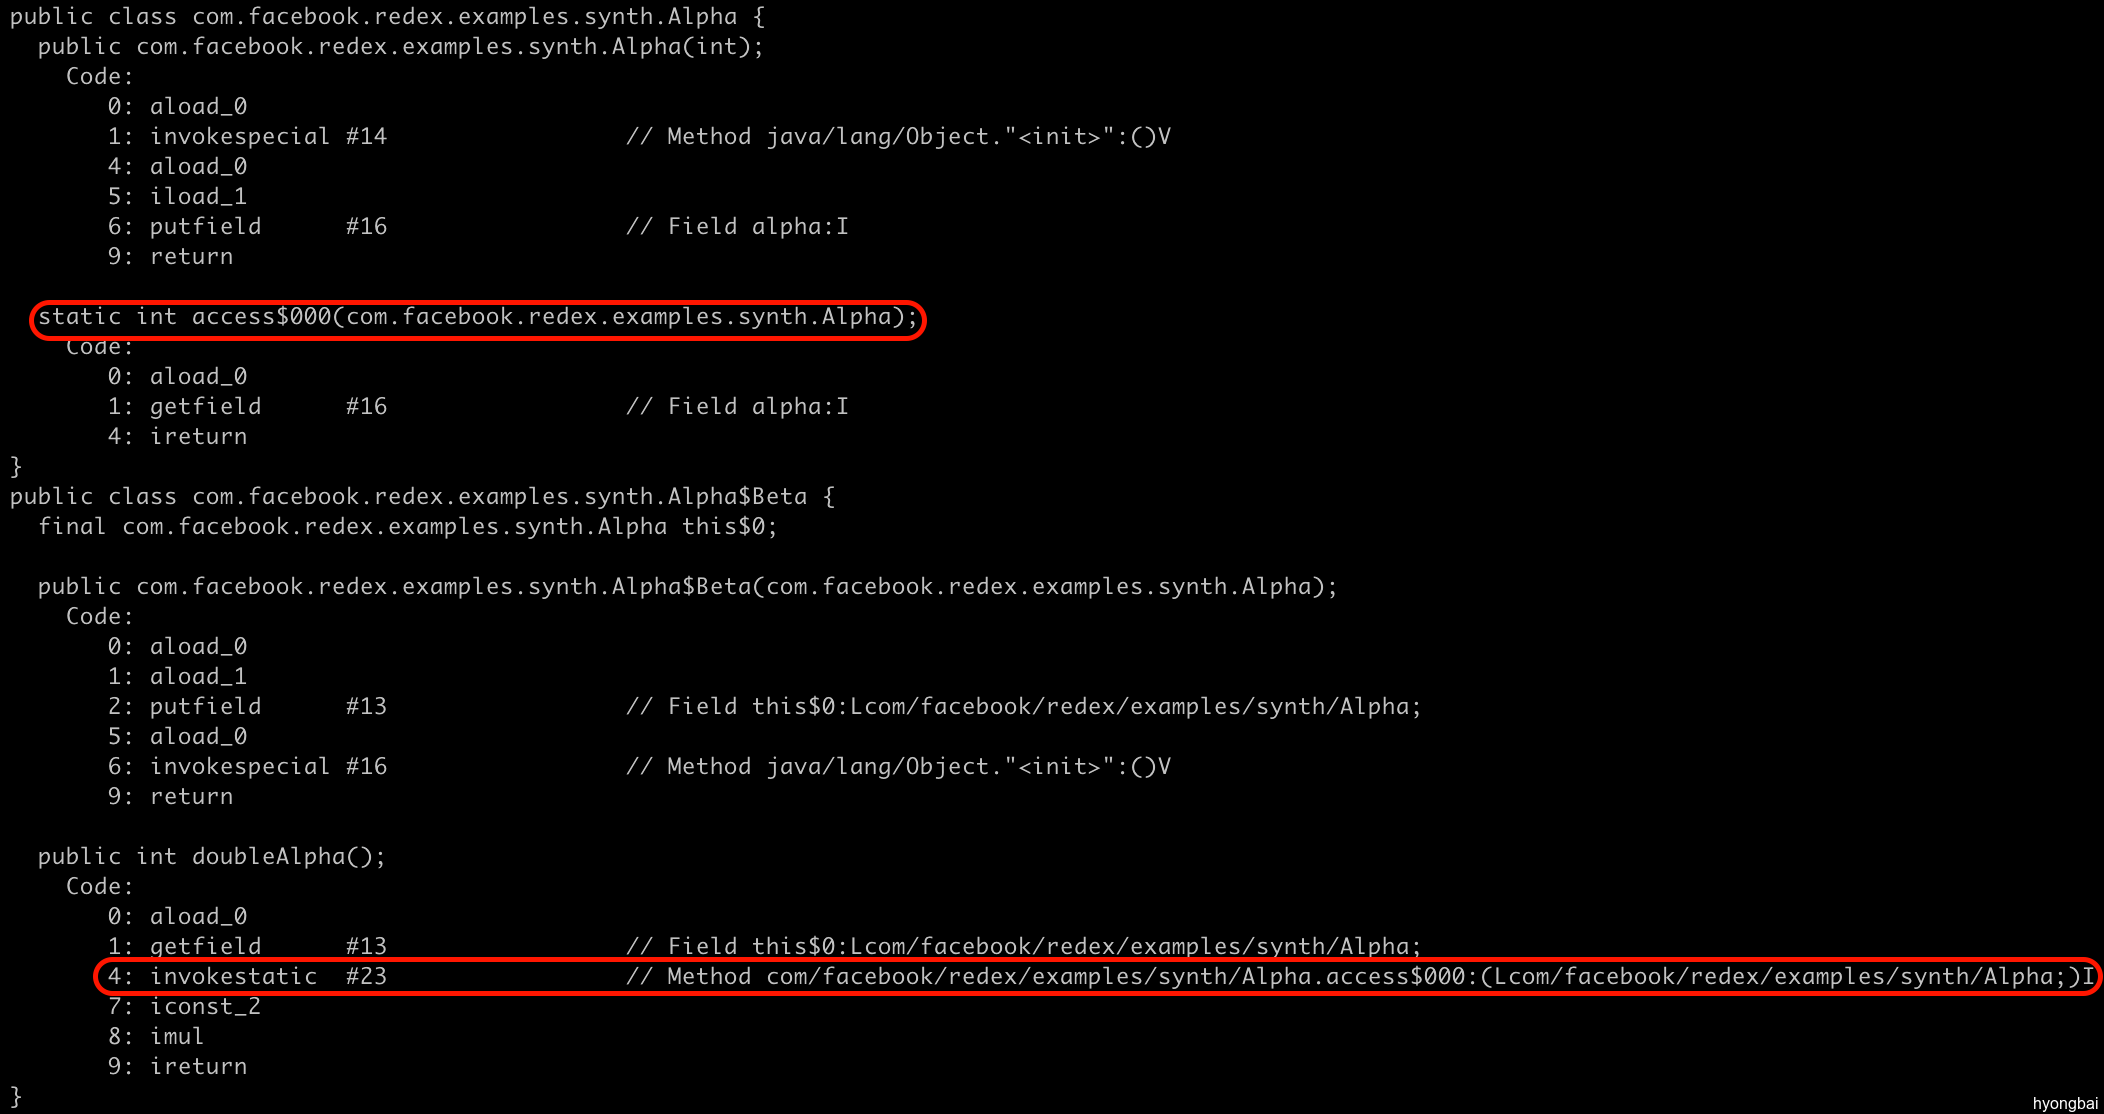 public class com.facebook.redex.examples.synth.Alpha {
  public com.facebook.redex.examples.synth.Alpha(int);
    Code:
       0: aload_0
       1: invokespecial #14                 // Method java/lang/Object."<init>":()V
       4: aload_0
       5: iload_1
       6: putfield      #16                 // Field alpha:I
       9: return

  static int access$000(com.facebook.redex.examples.synth.Alpha);
    Code:
       0: aload_0
       1: getfield      #16                 // Field alpha:I
       4: ireturn
}
public class com.facebook.redex.examples.synth.Alpha$Beta {
  final com.facebook.redex.examples.synth.Alpha this$0;

  public com.facebook.redex.examples.synth.Alpha$Beta(com.facebook.redex.examples.synth.Alpha);
    Code:
       0: aload_0
       1: aload_1
       2: putfield      #13                 // Field this$0:Lcom/facebook/redex/examples/synth/Alpha;
       5: aload_0
       6: invokespecial #16                 // Method java/lang/Object."<init>":()V
       9: return

  public int doubleAlpha();
    Code:
       0: aload_0
       1: getfield      #13                 // Field this$0:Lcom/facebook/redex/examples/synth/Alpha;
       4: invokestatic  #23                 // Method com/facebook/redex/examples/synth/Alpha.access$000:(Lcom/facebook/redex/examples/synth/Alpha;)I
       7: iconst_2
       8: imul
       9: ireturn
}
hyongbai